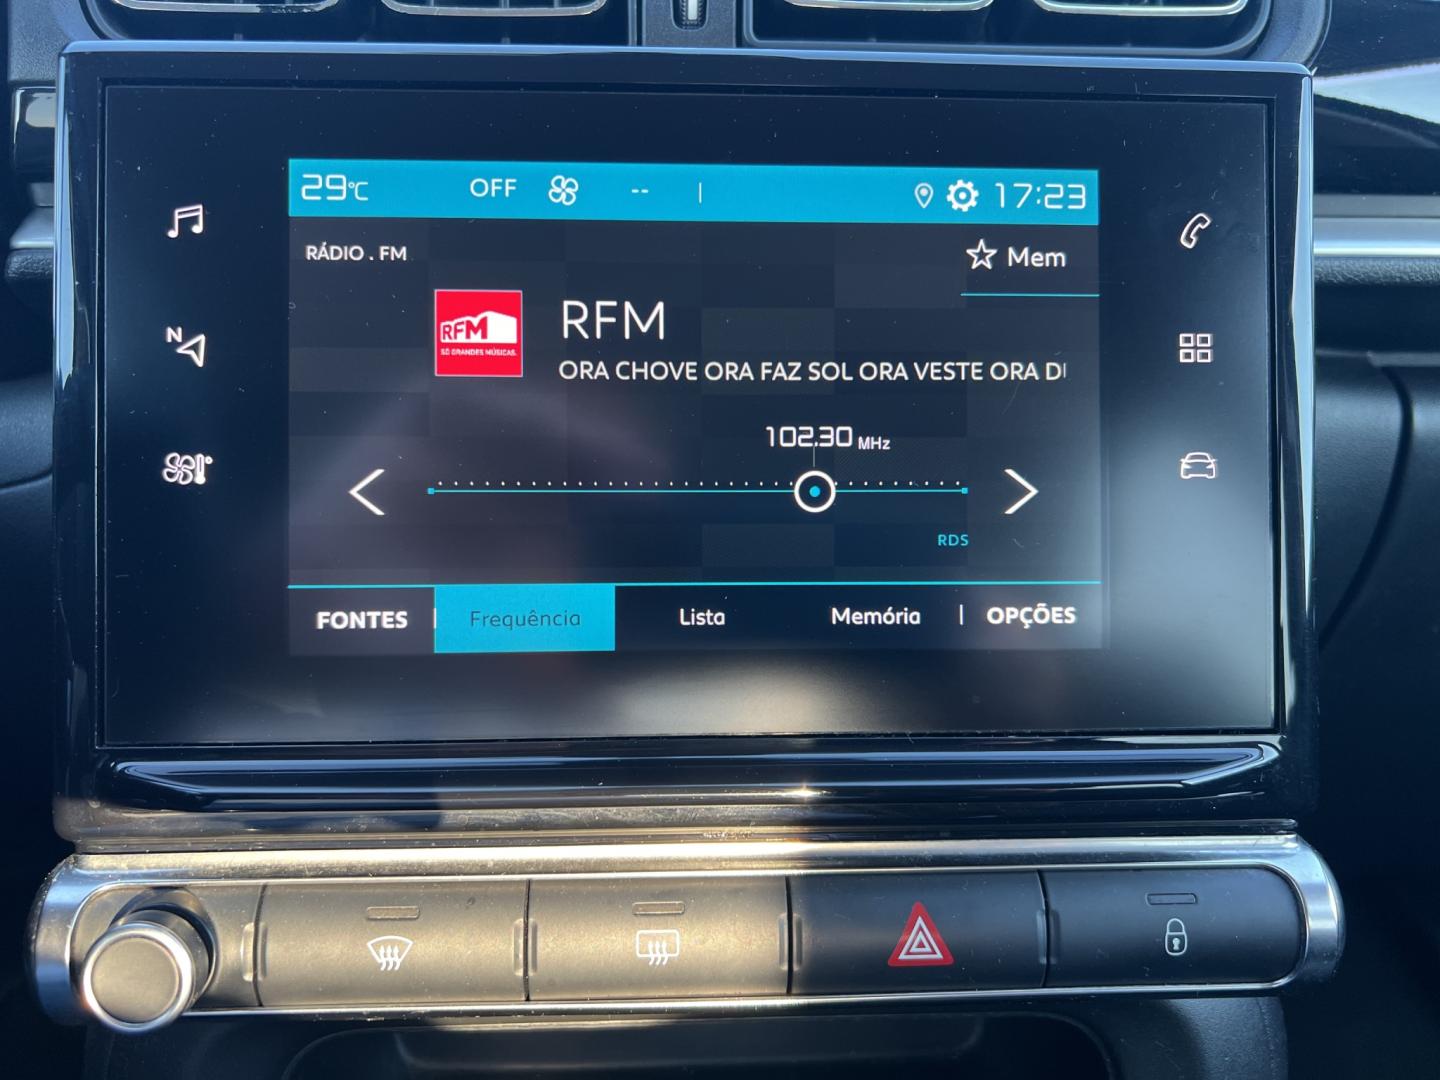 29°C OFF -- | 17:23
RÁDIO . FM
Mem
RFM
SÓ GRANDES MÚSICAS.
RFM
ORA CHOVE ORA FAZ SOL ORA VESTE ORA
102.30 MHz
RDS
FONTES | Frequência Lista Memória | OPÇÕES
N